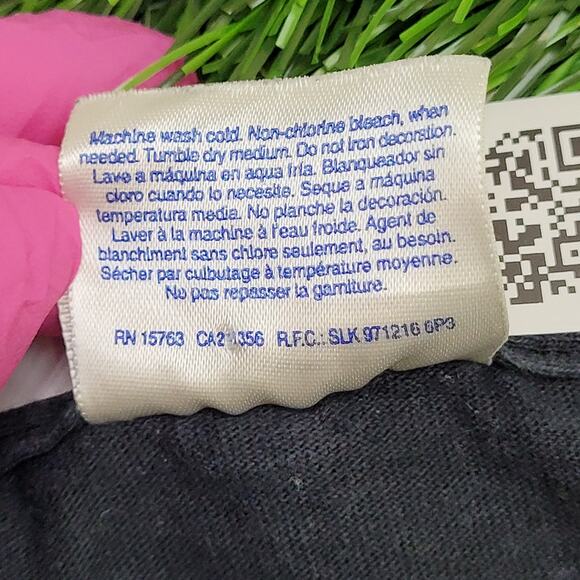 Machine wash cold. Non-chlorine bleach, when
needed. Tumble dry medium. Do not iron decoration.
Lave a máquina en aqua fria. Blanqueador sin
cloro cuando lo necesite. Seque a máquina
temperatura media. No planche la decoración.
Laver à la machine à l'eau froide. Agent de
blanchiment sans chlore seulement, au besoin.
Sécher par culbutage à température moyenne.
No pas repasser la garniture.
RN 15763 R.F.C.: SLK 971216 6P3